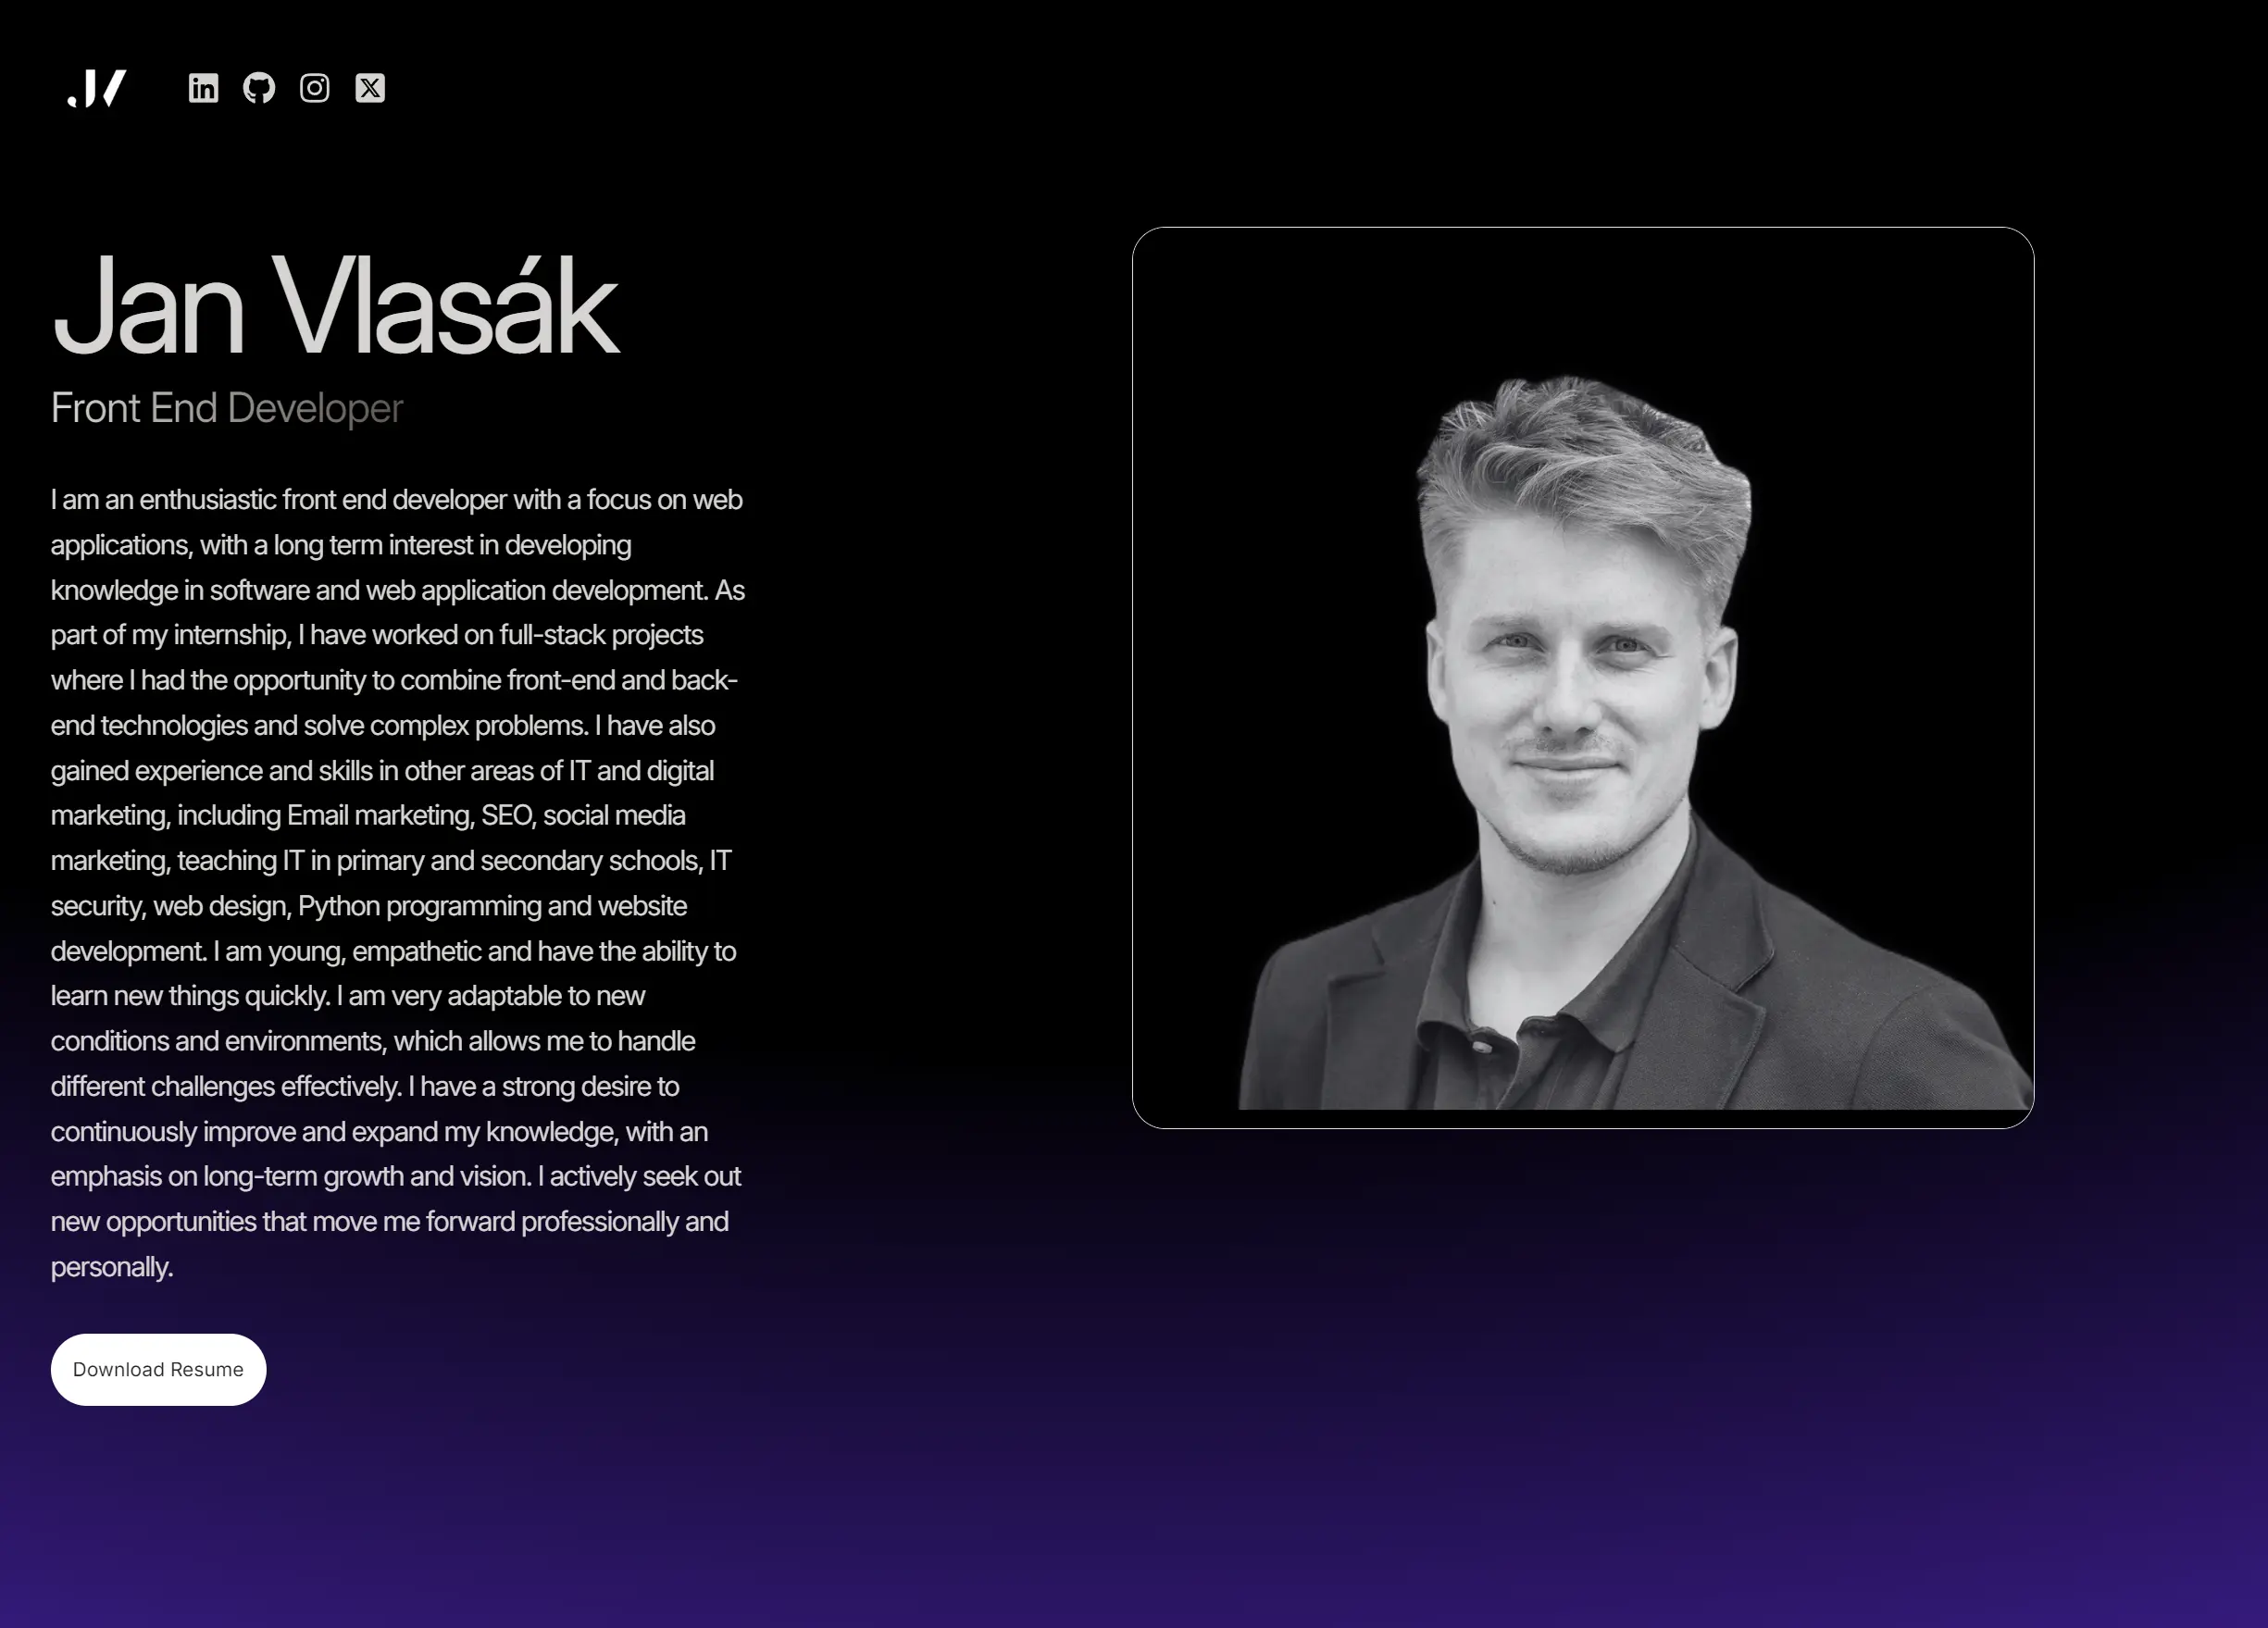 JV
Jan Vlasák
Front End Developer
I am an enthusiastic front end developer with a focus on web
applications, with a long term interest in developing
knowledge in software and web application development. As
part of my internship, I have worked on full-stack projects
where I had the opportunity to combine front-end and back-
end technologies and solve complex problems. I have also
gained experience and skills in other areas of IT and digital
marketing, including Email marketing, SEO, social media
marketing, teaching IT in primary and secondary schools, IT
security, web design, Python programming and website
development. I am young, empathetic and have the ability to
learn new things quickly. I am very adaptable to new
conditions and environments, which allows me to handle
different challenges effectively. I have a strong desire to
continuously improve and expand my knowledge, with an
emphasis on long-term growth and vision. I actively seek out
new opportunities that move me forward professionally and
personally.
Download Resume